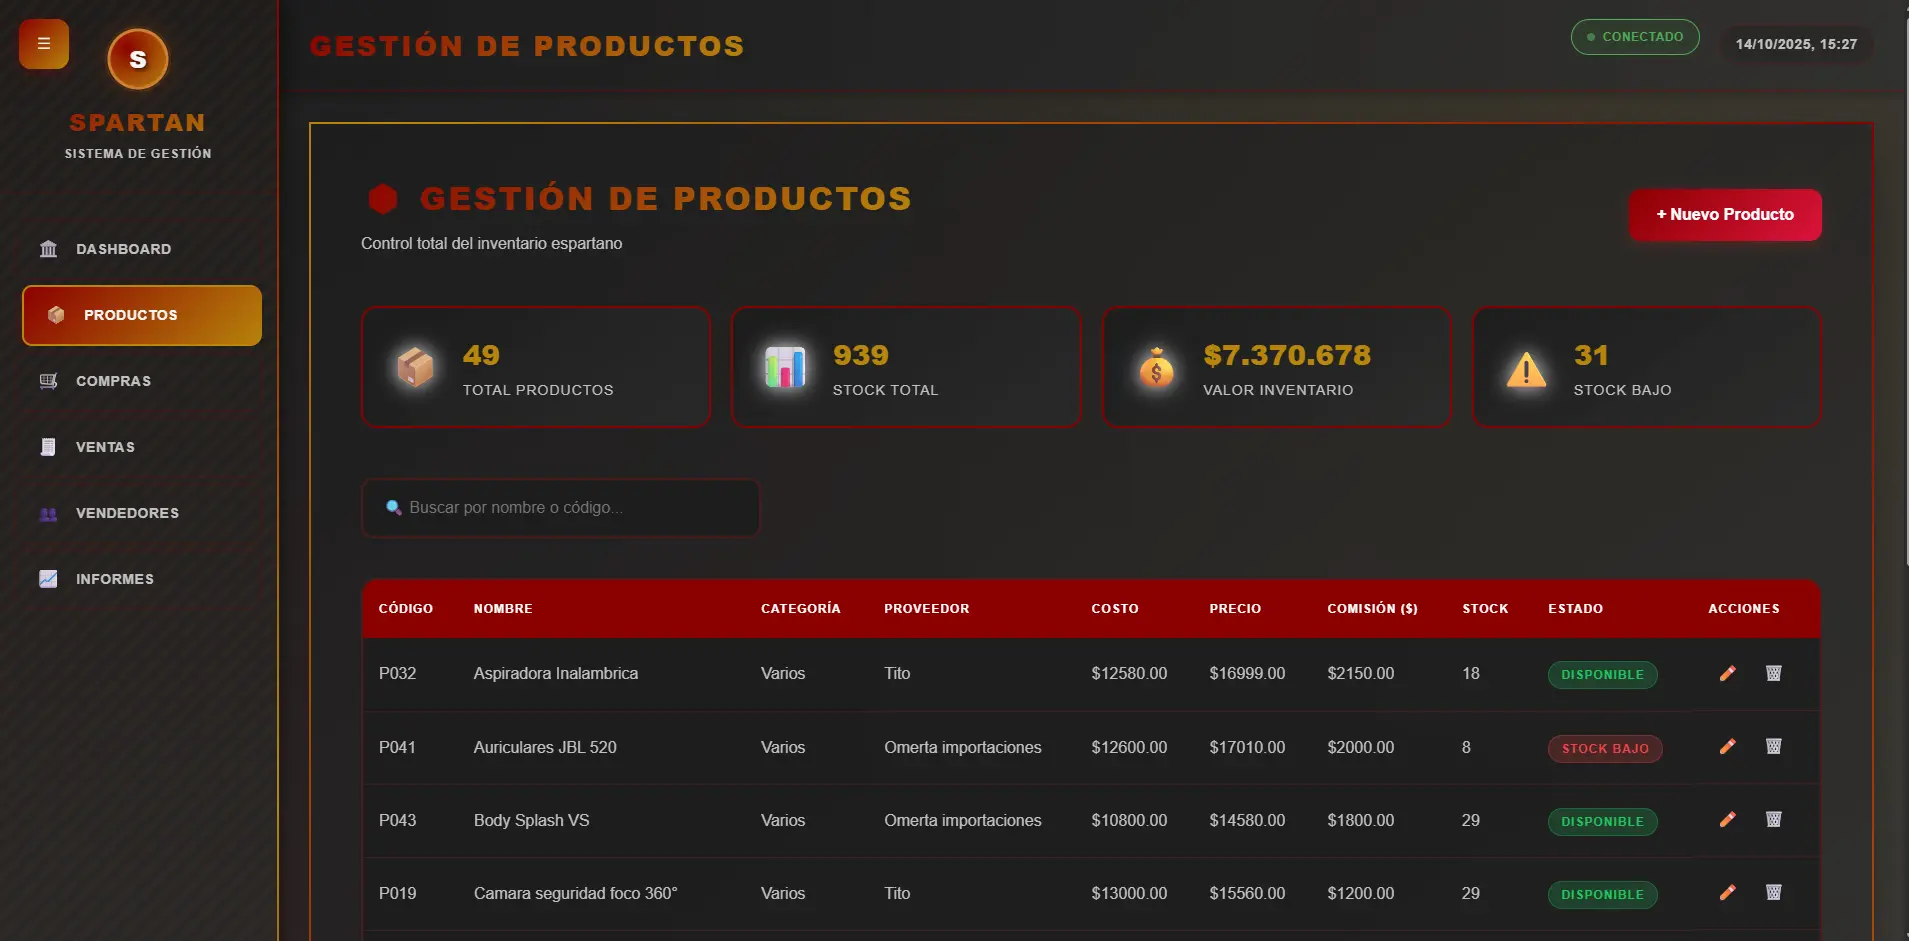 ☰
S
SPARTAN
SISTEMA DE GESTIÓN
DASHBOARD
PRODUCTOS
COMPRAS
VENTAS
VENDEDORES
INFORMES
GESTIÓN DE PRODUCTOS
CONECTADO
14/10/2025, 15:27
GESTIÓN DE PRODUCTOS
Control total del inventario espartano
+ Nuevo Producto
49
TOTAL PRODUCTOS
939
STOCK TOTAL
$7.370.678
VALOR INVENTARIO
31
STOCK BAJO
Buscar por nombre o código...
CÓDIGO NOMBRE CATEGORÍA PROVEEDOR COSTO PRECIO COMISIÓN ($) STOCK ESTADO ACCIONES
P032 Aspiradora Inalambrica Varios Tito $12580.00 $16999.00 $2150.00 18 DISPONIBLE
P041 Auriculares JBL 520 Varios Omerta importaciones $12600.00 $17010.00 $2000.00 8 STOCK BAJO
P043 Body Splash VS Varios Omerta importaciones $10800.00 $14580.00 $1800.00 29 DISPONIBLE
P019 Camara seguridad foco 360° Varios Tito $13000.00 $15560.00 $1200.00 29 DISPONIBLE